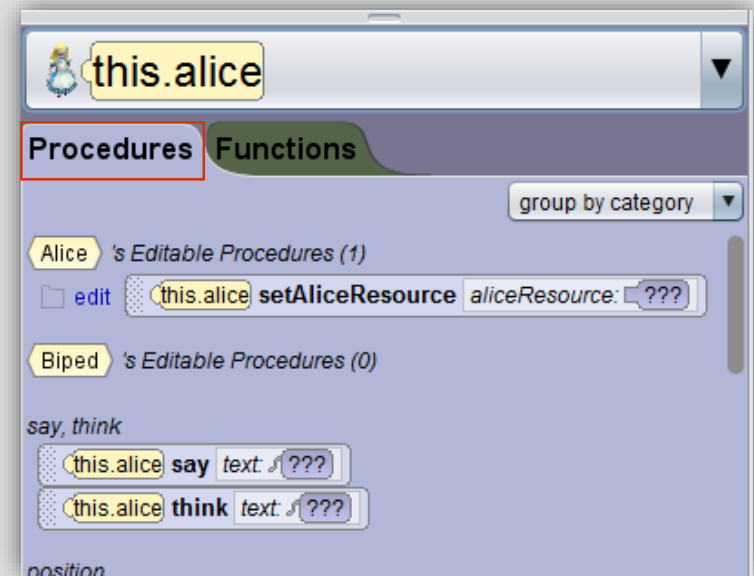 this.alice
Procedures Functions
group by category
Alice 's Editable Procedures (1)
edit this.alice setAliceResource aliceResource: ???
Biped 's Editable Procedures (0)
say, think
this.alice say text: ???
this.alice think text: ???
position